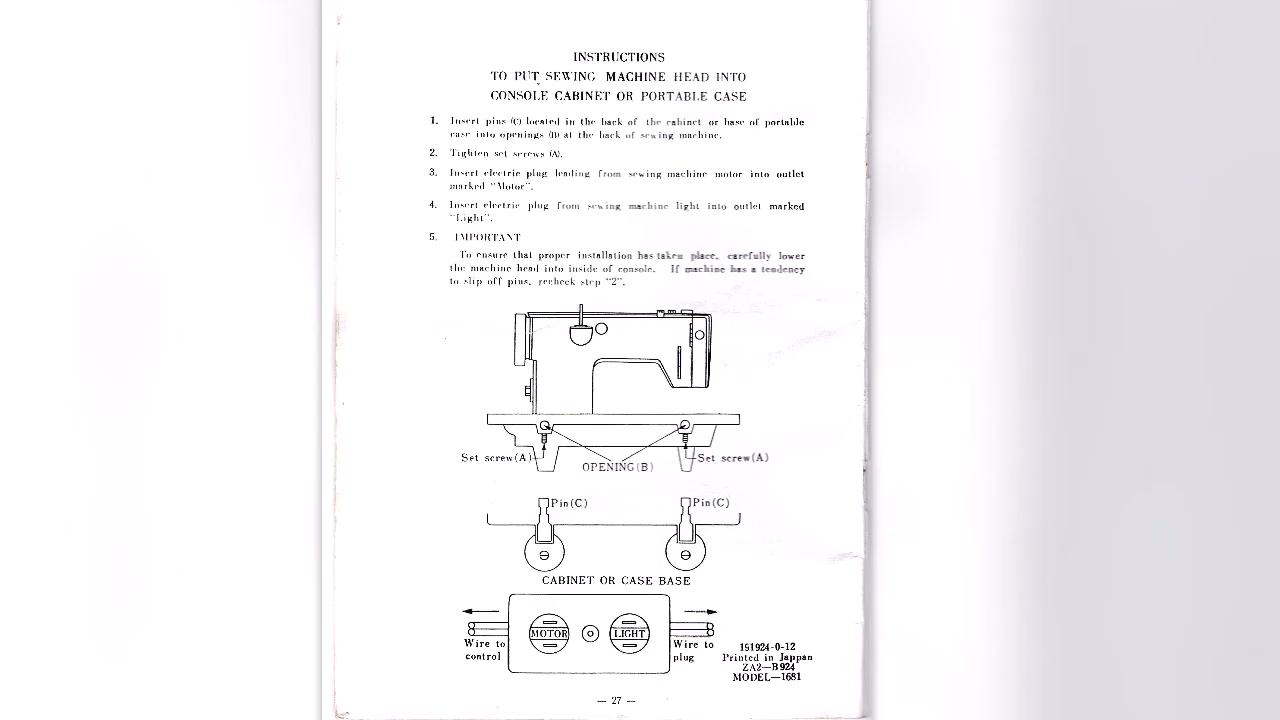 INSTRUCTIONS
TO PUT SEWING MACHINE HEAD INTO
CONSOLE CABINET OR PORTABLE CASE
1. Insert pins (C) located in the back of the cabinet or base of portable
case into openings (B) at the back of sewing machine.
2. Tighten set screws (A).
3. Insert electric plug leading from sewing machine motor into outlet
marked "Motor".
4. Insert electric plug from sewing machine light into outlet marked
"Light".
5. IMPORTANT
To ensure that proper installation has taken place, carefully lower
the machine head into inside of console. If machine has a tendency
to slip off pins, recheck step "2".
Set screw(A)
OPENING(B)
Set screw(A)
Pin(C)
Pin(C)
CABINET OR CASE BASE
MOTOR
LIGHT
Wire to
control
Wire to
plug
151924-0-12
Printed in Jappan
ZA2—B924
MODEL—1681
— 27 —